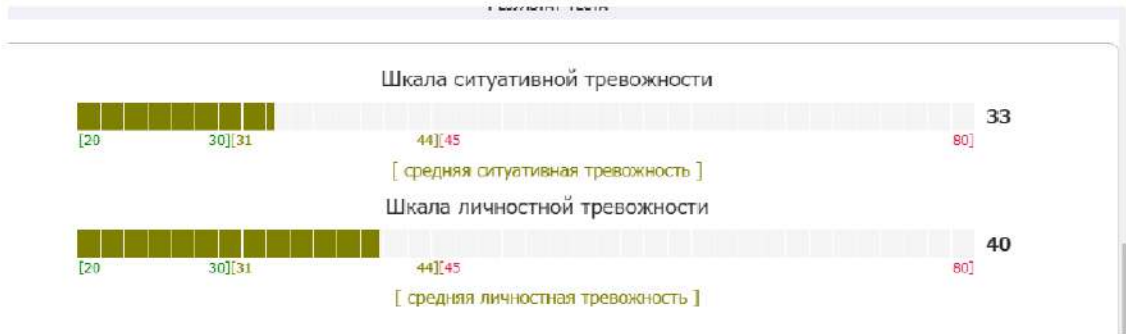 Шкала ситуативной тревожности
33
[20 30][31 44][45 80]
[ средняя ситуативная тревожность ]
Шкала личностной тревожности
40
[20 30][31 44][45 80]
[ средняя личностная тревожность ]